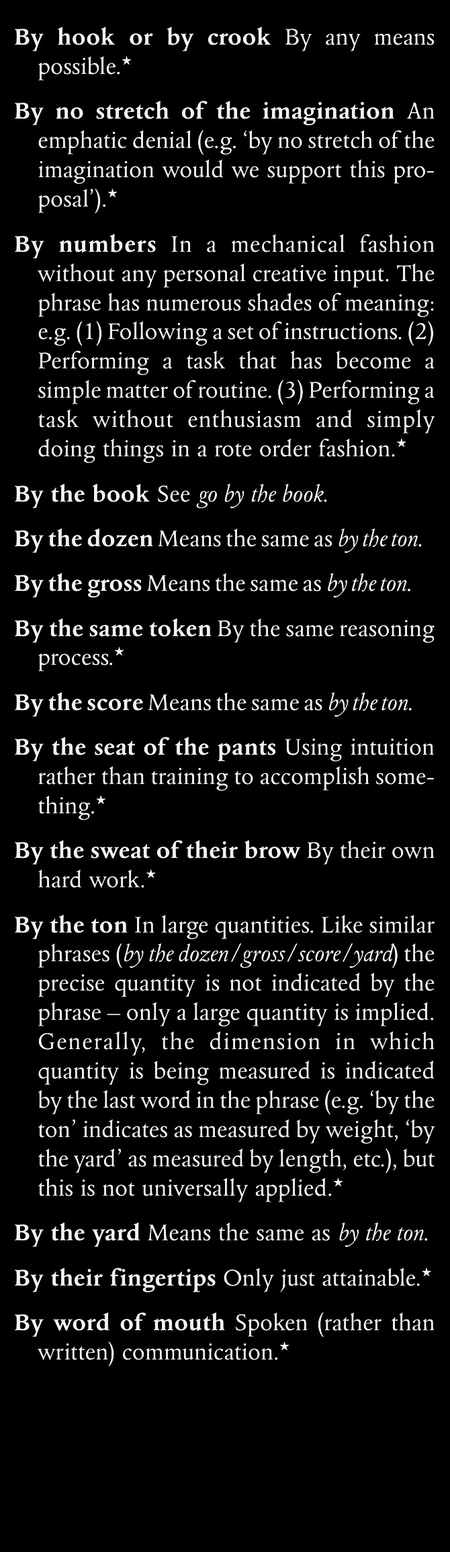 By hook or by crook By any means
possible.★
By no stretch of the imagination An
emphatic denial (e.g. ‘by no stretch of the
imagination would we support this pro-
posal’).★
By numbers In a mechanical fashion
without any personal creative input. The
phrase has numerous shades of meaning:
e.g. (1) Following a set of instructions. (2)
Performing a task that has become a
simple matter of routine. (3) Performing a
task without enthusiasm and simply
doing things in a rote order fashion.★
By the book See go by the book.
By the dozen Means the same as by the ton.
By the gross Means the same as by the ton.
By the same token By the same reasoning
process.★
By the score Means the same as by the ton.
By the seat of the pants Using intuition
rather than training to accomplish some-
thing.★
By the sweat of their brow By their own
hard work.★
By the ton In large quantities. Like similar
phrases (by the dozen/gross/score/yard) the
precise quantity is not indicated by the
phrase – only a large quantity is implied.
Generally, the dimension in which
quantity is being measured is indicated
by the last word in the phrase (e.g. ‘by the
ton’ indicates as measured by weight, ‘by
the yard’ as measured by length, etc.), but
this is not universally applied.★
By the yard Means the same as by the ton.
By their fingertips Only just attainable.★
By word of mouth Spoken (rather than
written) communication.★